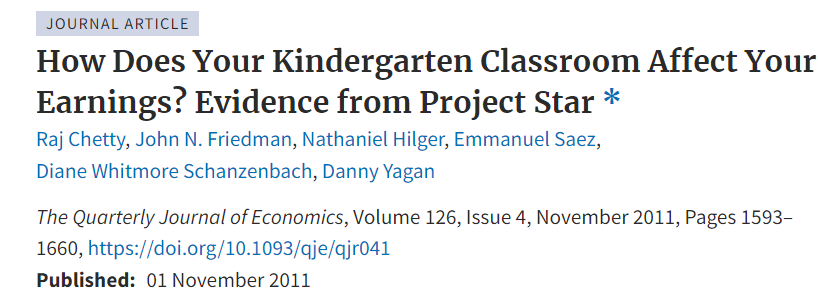 JOURNAL ARTICLE
How Does Your Kindergarten Classroom Affect Your
Earnings? Evidence from Project Star *
Raj Chetty, John N. Friedman, Nathaniel Hilger, Emmanuel Saez,
Diane Whitmore Schanzenbach, Danny Yagan
The Quarterly Journal of Economics, Volume 126, Issue 4, November 2011, Pages 1593–
1660, https://doi.org/10.1093/qje/qjr041
Published: 01 November 2011